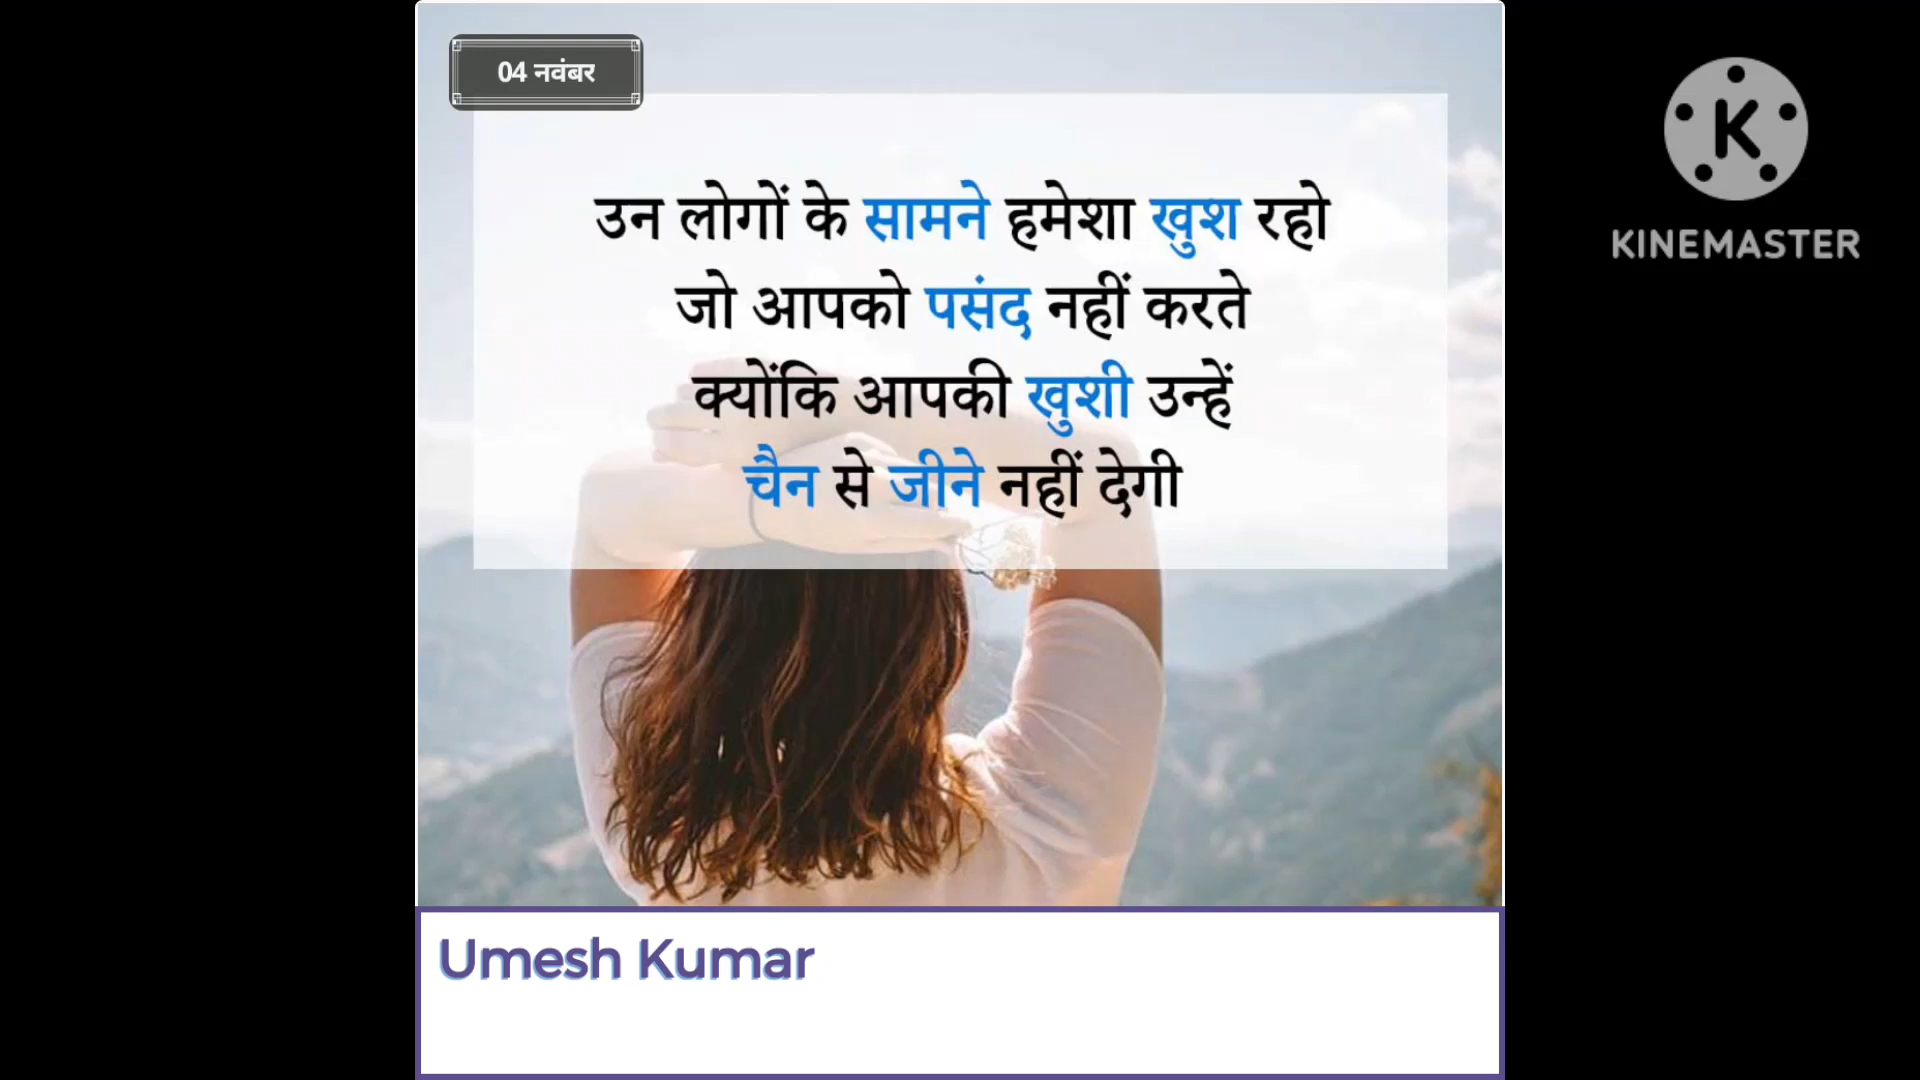 04 नवंबर
उन लोगों के सामने हमेशा खुश रहो
जो आपको पसंद नहीं करते
क्योंकि आपकी खुशी उन्हें
चैन से जीने नहीं देगी
Umesh Kumar
K
KINEMASTER